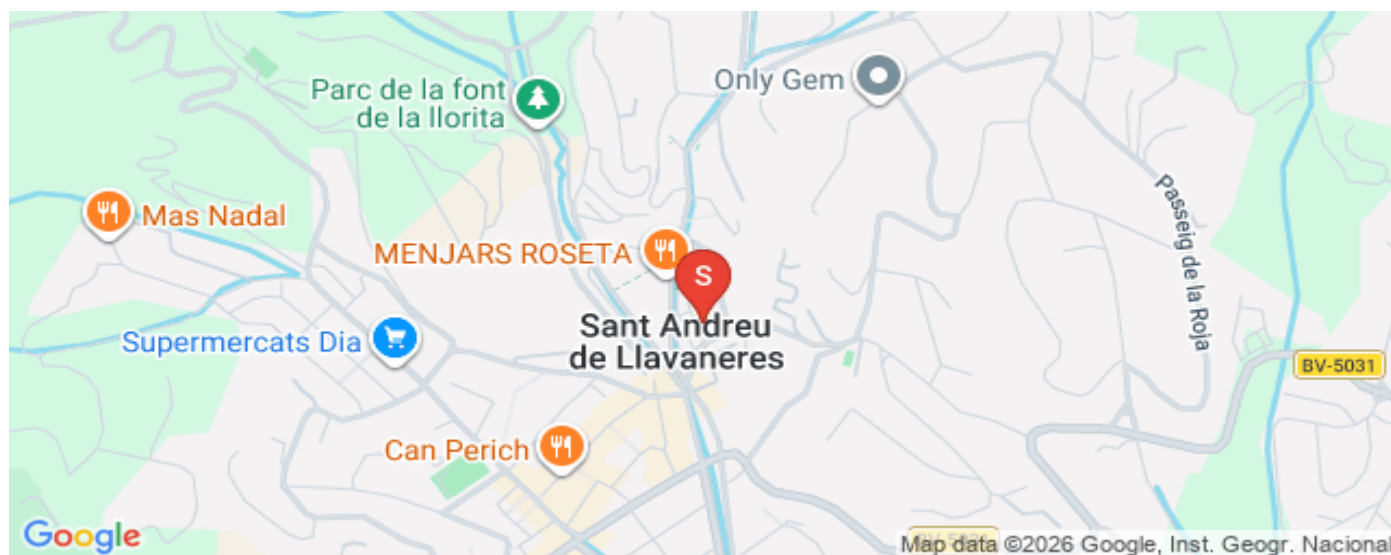 Parc de la font
de la llorita
Only Gem
Passeig de la Roja
Mas Nadal
MENJARS ROSETA
S
Sant Andreu
de Llavaneres
Supermercats Dia
BV-5031
Can Perich
Google
Map data ©2026 Google, Inst. Geogr. Nacional